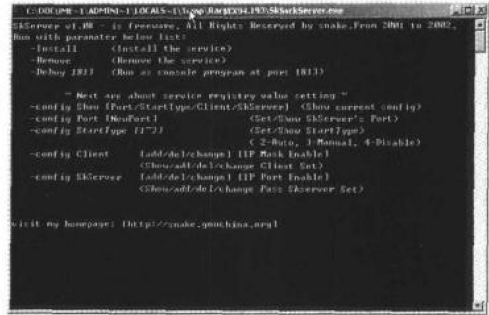 C:\DOCUME~1\ADMINI~1\LOCALS~1\Temp\Rar$EX94.193\SkSockServer.exe
SkServer v1.08 - is freeware, All Rights Reserved by snake.From 2001 to 2002.
Run with paramater below list:
-Install (Install the service)
-Remove (Remove the service)
-Debug 1813 (Run as console program at port 1813)
~ Next are about service registry value setting ~
-config Show [Port/StartType/Client/SkServer] (Show current config)
-config Port [NewPort] (Set/Show SkServer's Port)
-config StartType (Set/Show StartType)
( 2-Auto, 3-Manual, 4-Disable)
-config Client [add/del/change] [IP Mask Enable]
(Show/add/del/change Client Set)
-config SkServer [add/del/change] [IP Port Enable]
(Show/add/del/change Pass Skserver Set)
visit my homepage: [http://snake.gmuchina.org]